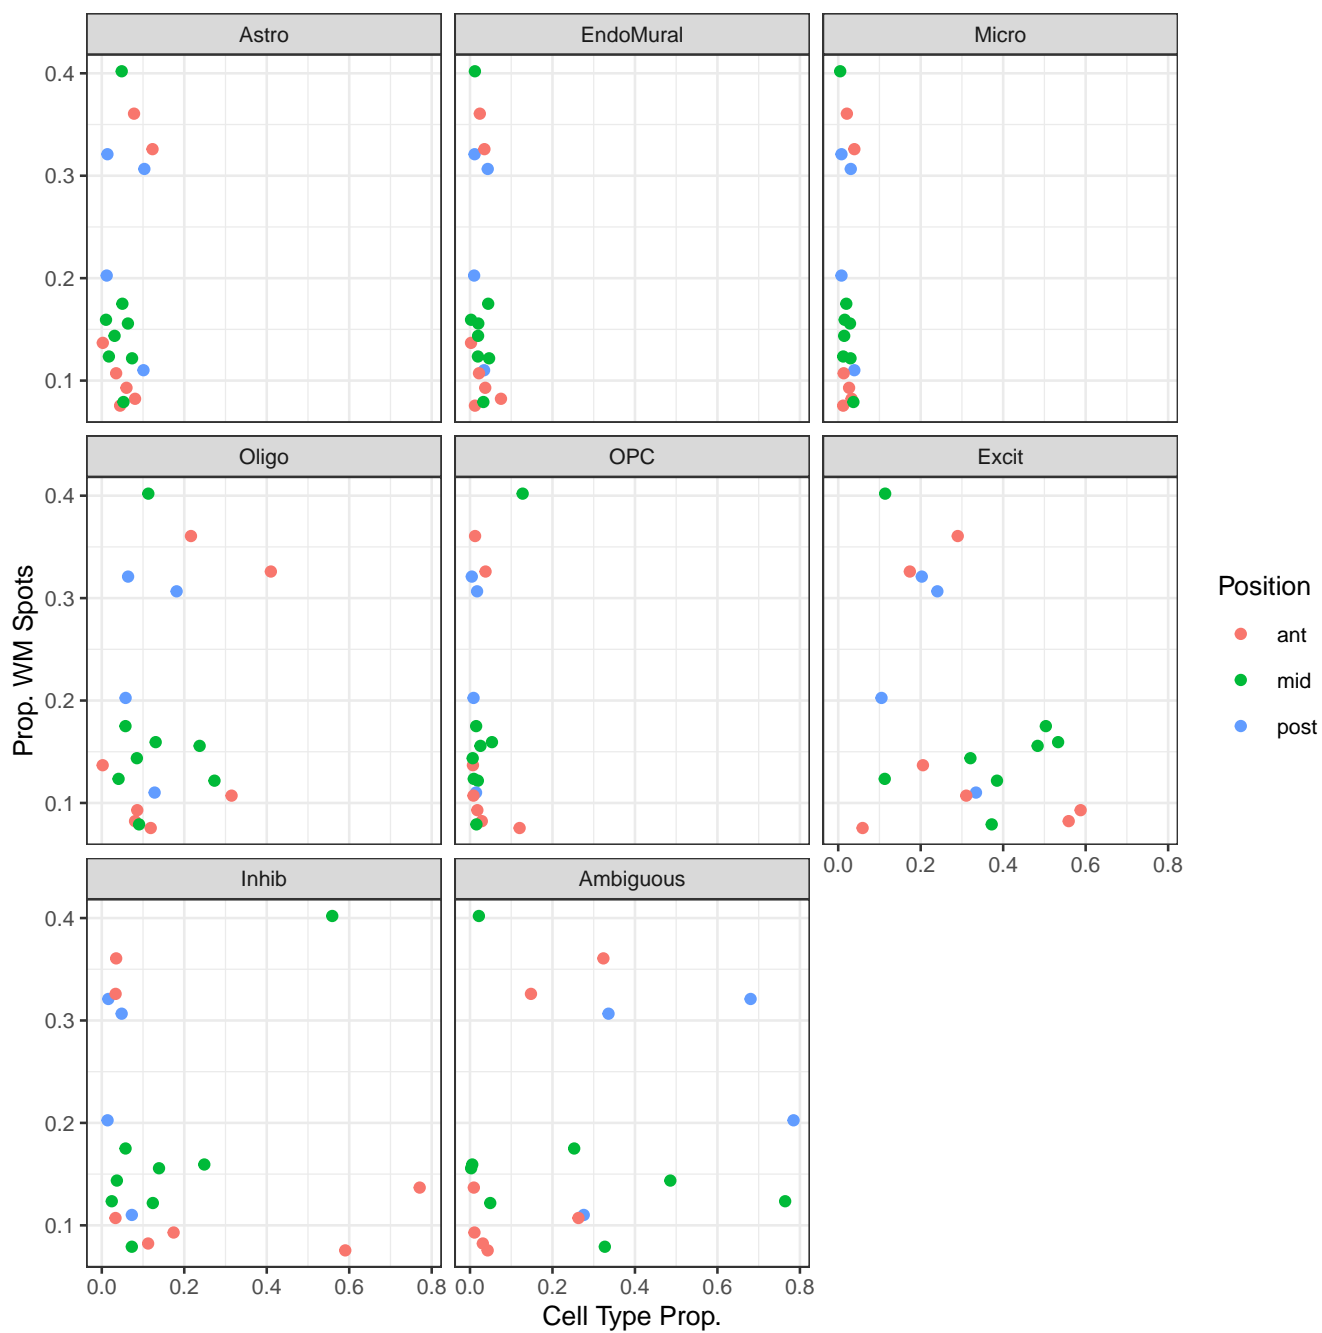 Astro EndoMural Micro
0.4
0.3
0.2
0.1
Oligo OPC Excit
0.4
0.3
0.2
0.1
0.0 0.2 0.4 0.6 0.8
Inhib Ambiguous
0.4
0.3
0.2
0.1
0.0 0.2 0.4 0.6 0.8 0.0 0.2 0.4 0.6 0.8
Cell Type Prop.
Prop. WM Spots
Position
ant
mid
post